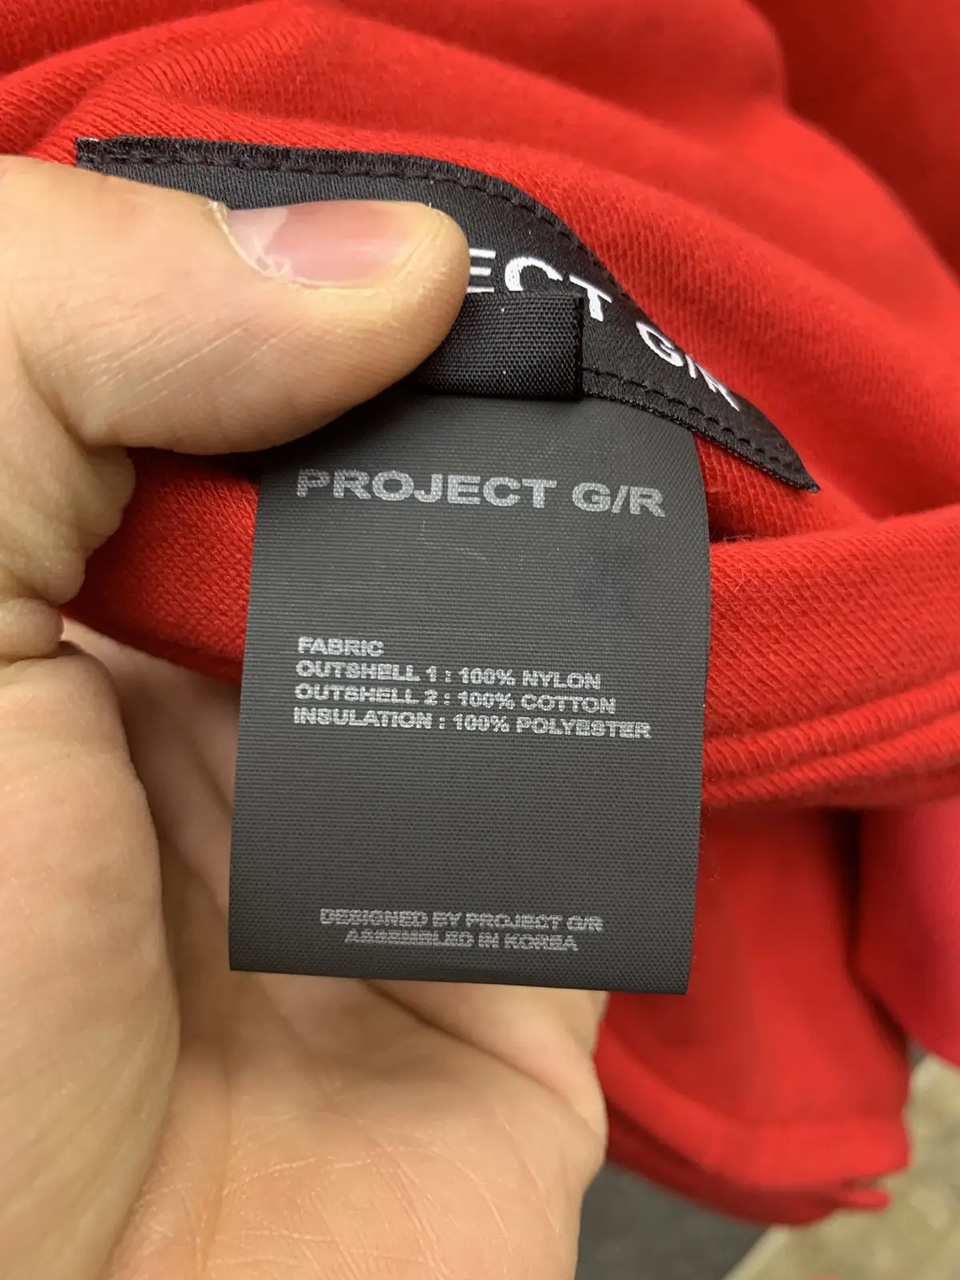 ECT G/R
PROJECT G/R
FABRIC
OUTSHELL 1 : 100% NYLON
OUTSHELL 2 : 100% COTTON
INSULATION : 100% POLYESTER
DESIGNED BY PROJECT G/R
ASSEMBLED IN KOREA